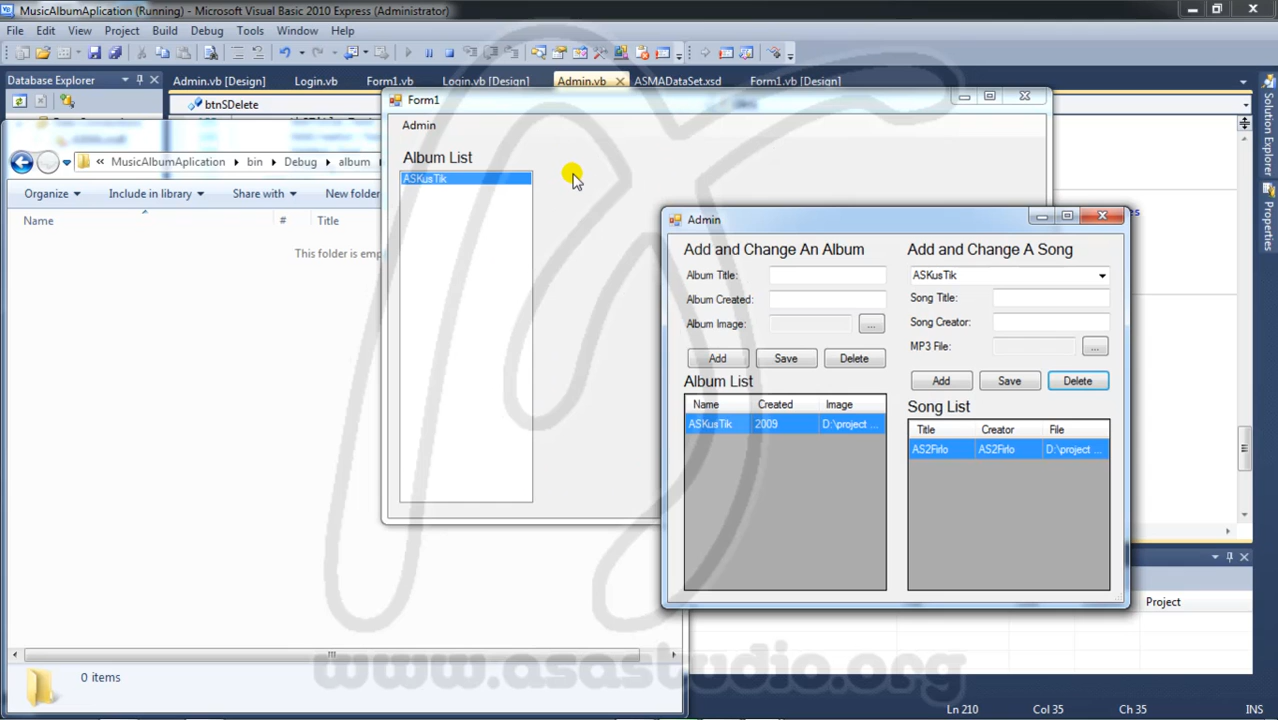 MusicAlbumAplication (Running) - Microsoft Visual Basic 2010 Express (Administrator)
File Edit View Project Build Debug Tools Window Help
Database Explorer
Admin.vb [Design] Login.vb Form1.vb Login.vb [Design] Admin.vb ASMADataSet.xsd Form1.vb [Design]
btnSDelete
Solution Explorer
Properties
Form1
Admin
Album List
ASKusTik
« MusicAlbumAplication bin Debug album
Organize Include in library Share with New folder
Name # Title
This folder is emp
0 items
Admin
Add and Change An Album
Album Title:
Album Created:
Album Image: ...
Add Save Delete
Album List
Name Created Image
ASKusTik 2009 D:\project ...
Add and Change A Song
ASKusTik
Song Title:
Song Creator:
MP3 File: ...
Add Save Delete
Song List
Title Creator File
AS2Firlo AS2Firlo D:\project ...
Project
www.asastudio.org
Ln 210 Col 35 Ch 35 INS